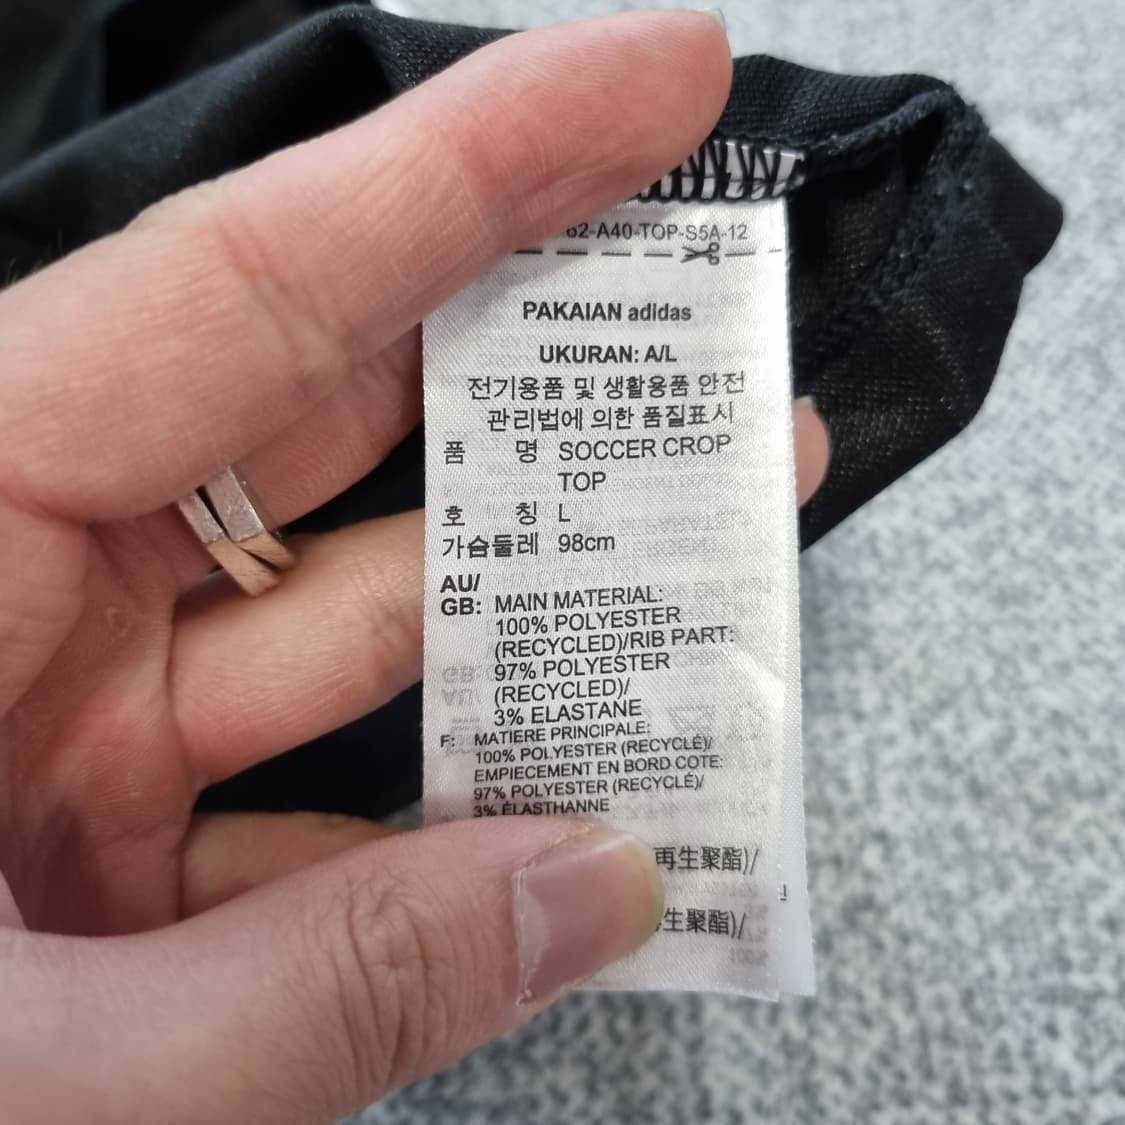 62-A40-TOP-S5A-12
PAKAIAN adidas
UKURAN: A/L
전기용품 및 생활용품 안전
관리법에 의한 품질표시
품 명 SOCCER CROP
TOP
호 칭 L
가슴둘레 98cm
AU/
GB: MAIN MATERIAL:
100% POLYESTER
(RECYCLED)/RIB PART:
97% POLYESTER
(RECYCLED)/
3% ELASTANE
F: MATIERE PRINCIPALE:
100% POLYESTER (RECYCLÉ)/
EMPIECEMENT EN BORD COTE:
97% POLYESTER (RECYCLÉ)/
3% ÉLASTHANNE
再生聚酯)/
生聚酯)/